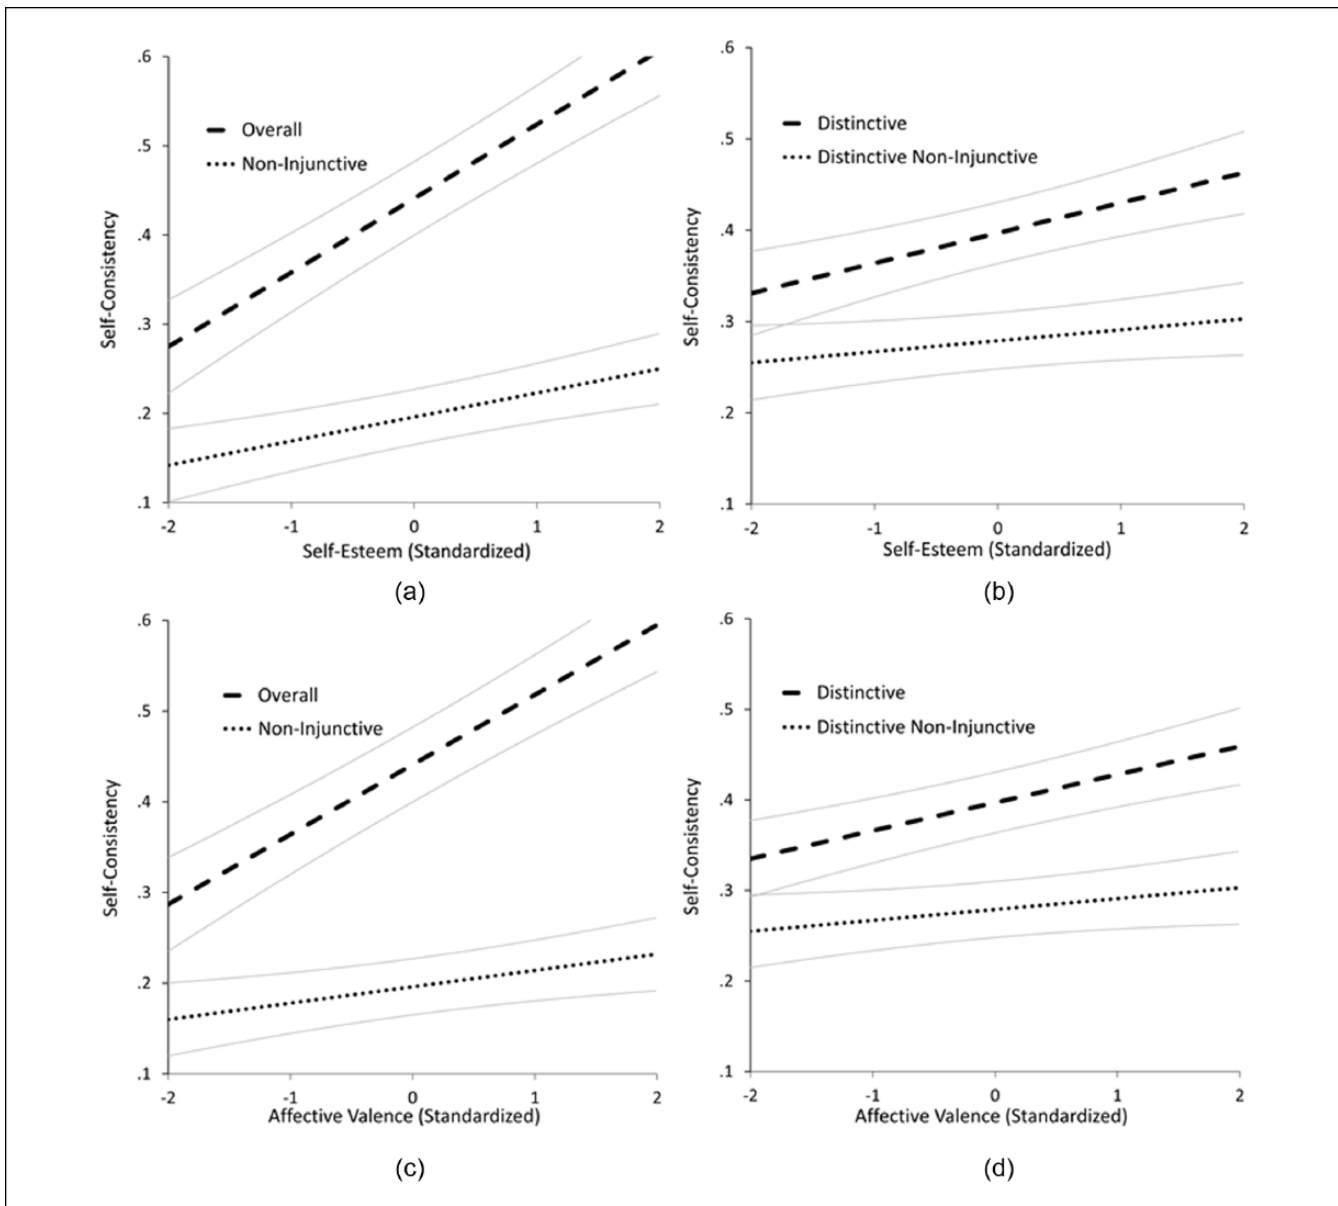 .6
.5
.4
.3
.2
.1
Self-Consistency
Overall
Non-Injunctive
-2 -1 0 1 2
Self-Esteem (Standardized)
(a)
.6
.5
.4
.3
.2
.1
Self-Consistency
Distinctive
Distinctive Non-Injunctive
-2 -1 0 1 2
Self-Esteem (Standardized)
(b)
.6
.5
.4
.3
.2
.1
Self-Consistency
Overall
Non-Injunctive
-2 -1 0 1 2
Affective Valence (Standardized)
(c)
.6
.5
.4
.3
.2
.1
Self-Consistency
Distinctive
Distinctive Non-Injunctive
-2 -1 0 1 2
Affective Valence (Standardized)
(d)